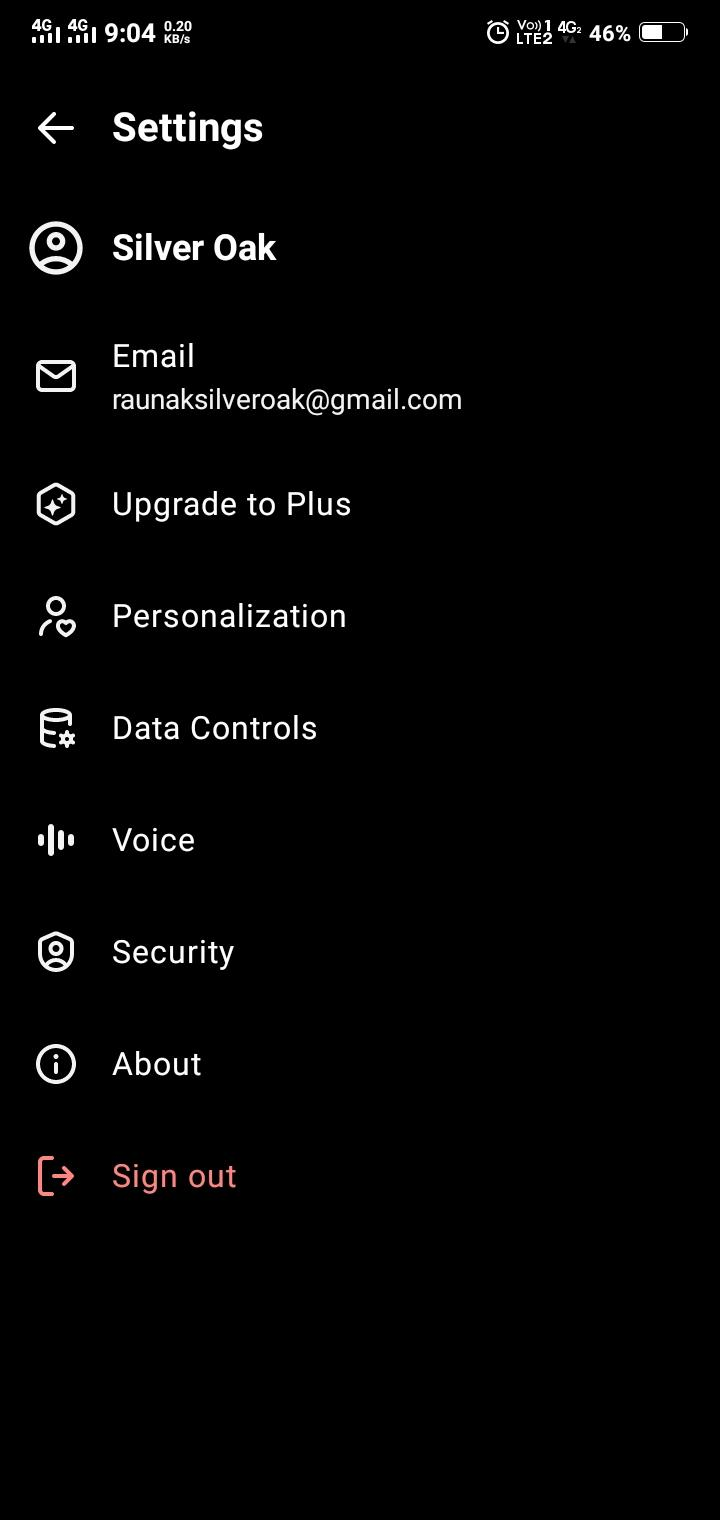 4G 4G 9:04 0.20 KB/s Vo)) 1 LTE2 4G2 46%
Settings
Silver Oak
Email
raunaksilveroak@gmail.com
Upgrade to Plus
Personalization
Data Controls
Voice
Security
About
Sign out